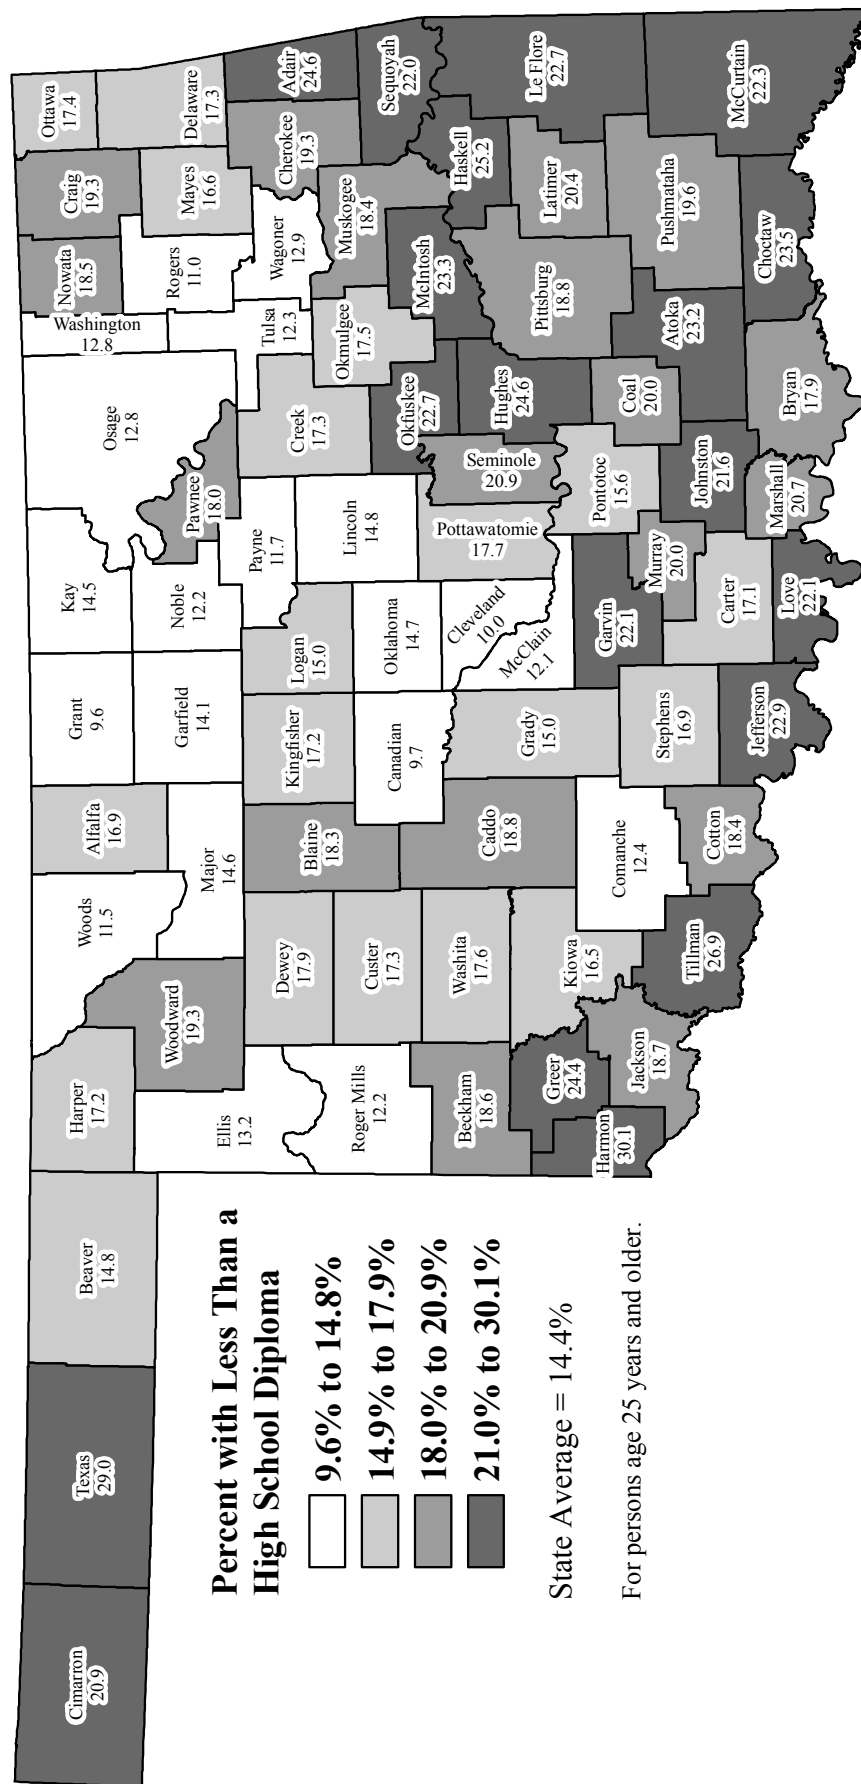 Cimarron
20.9
Texas
29.0
Beaver
14.8
Harper
17.2
Woods
11.5
Alfalfa
16.9
Grant
9.6
Kay
14.5
Osage
12.8
Washington
12.8
Nowata
18.5
Craig
19.3
Ottawa
17.4
Ellis
13.2
Woodward
19.3
Major
14.6
Garfield
14.1
Noble
12.2
Pawnee
18.0
Rogers
11.0
Mayes
16.6
Delaware
17.3
Roger Mills
12.2
Dewey
17.9
Blaine
18.3
Kingfisher
17.2
Logan
15.0
Payne
11.7
Creek
17.3
Tulsa
12.3
Wagoner
12.9
Cherokee
19.3
Adair
24.6
Custer
17.3
Canadian
9.7
Oklahoma
14.7
Lincoln
14.8
Okfuskee
22.7
Okmulgee
17.5
Muskogee
18.4
Sequoyah
22.0
Beckham
18.6
Washita
17.6
Caddo
18.8
Grady
15.0
Cleveland
10.0
McClain
12.1
Pottawatomie
17.7
Seminole
20.9
Hughes
24.6
McIntosh
23.3
Haskell
25.2
Le Flore
22.7
Harmon
30.1
Greer
24.4
Kiowa
16.5
Jackson
18.7
Tillman
26.9
Comanche
12.4
Cotton
18.4
Stephens
16.9
Jefferson
22.9
Garvin
22.1
Murray
20.0
Carter
17.1
Love
22.1
Pontotoc
15.6
Johnston
21.6
Marshall
20.7
Coal
20.0
Pittsburg
18.8
Latimer
20.4
Atoka
23.2
Pushmataha
19.6
Bryan
17.9
Choctaw
23.5
McCurtain
22.3
Percent with Less Than a
High School Diploma
9.6% to 14.8%
14.9% to 17.9%
18.0% to 20.9%
21.0% to 30.1%
State Average = 14.4%
For persons age 25 years and older.